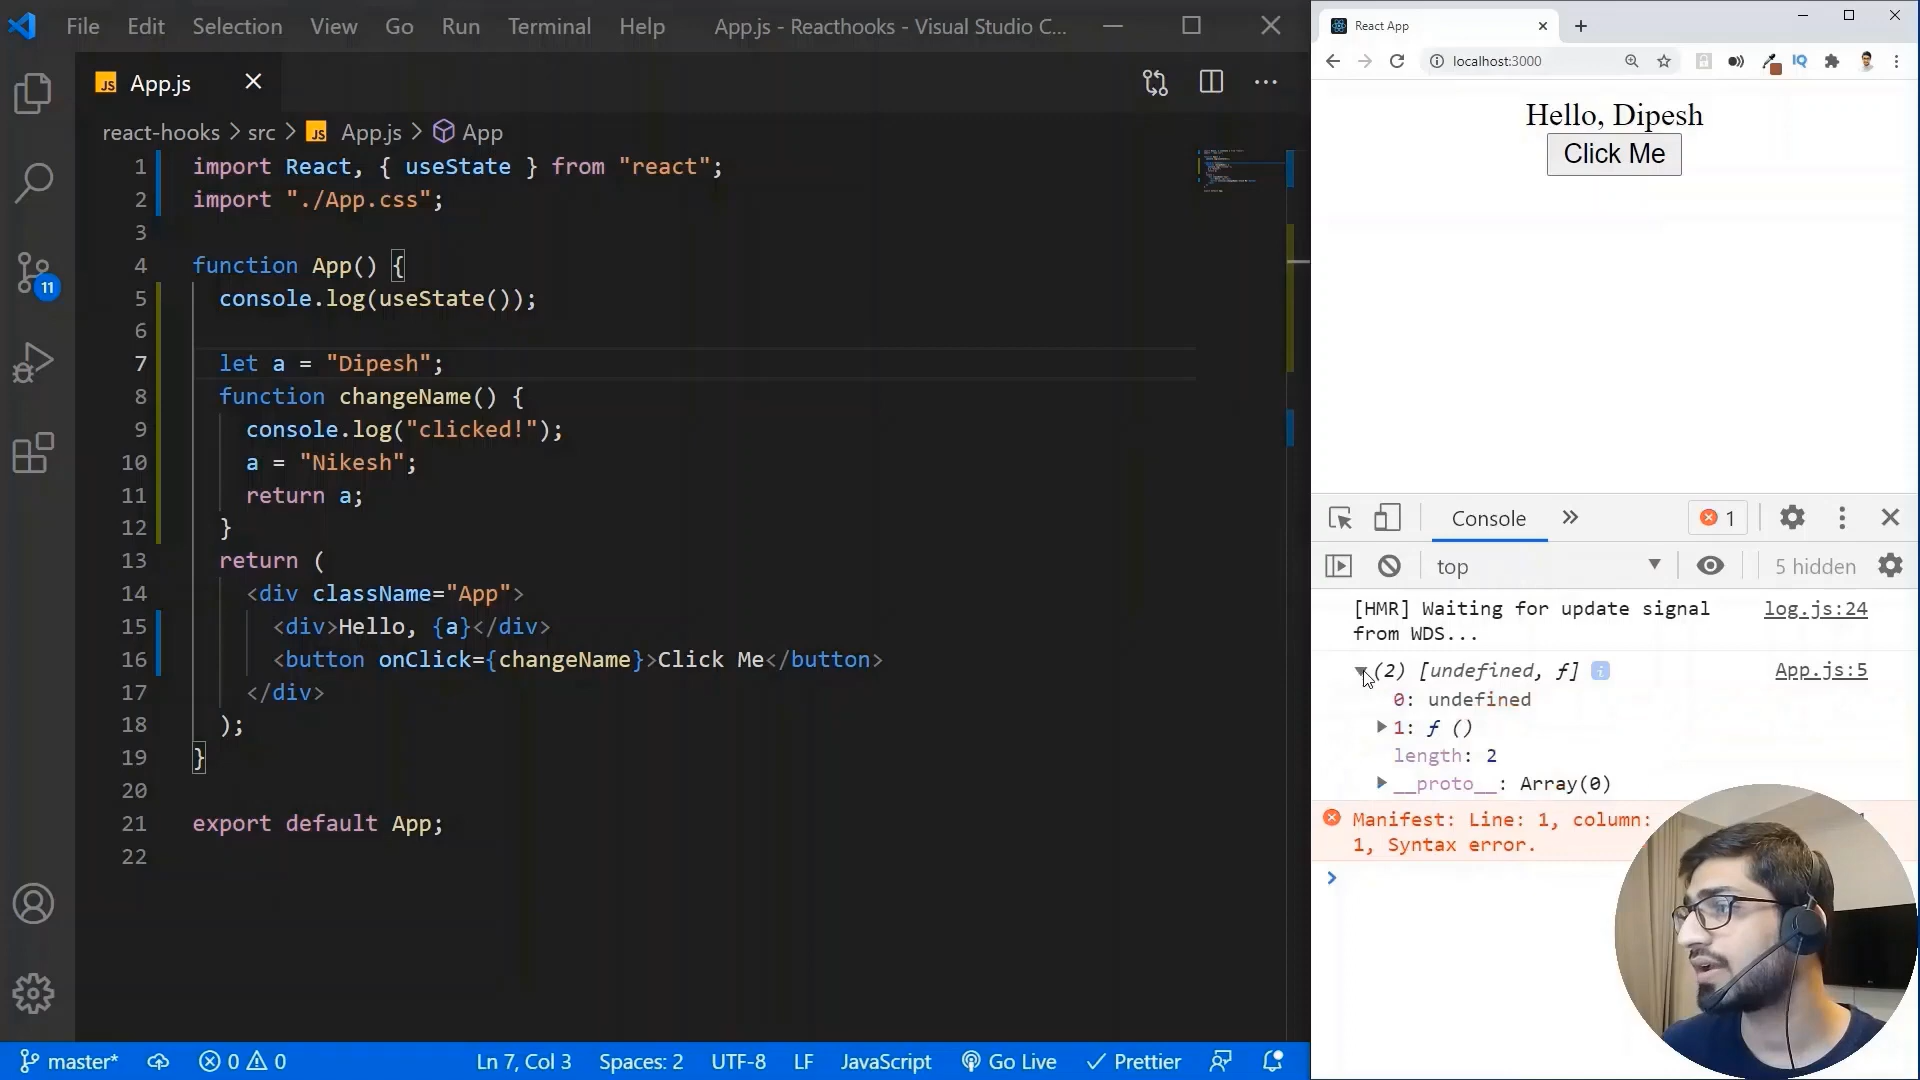 File Edit Selection View Go Run Terminal Help App.js - Reacthooks - Visual Studio C...
JS App.js
react-hooks > src > JS App.js > App
1 import React, { useState } from "react";
2 import "./App.css";
3
4 function App() {
5 console.log(useState());
6
7 let a = "Dipesh";
8 function changeName() {
9 console.log("clicked!");
10 a = "Nikesh";
11 return a;
12 }
13 return (
14 <div className="App">
15 <div>Hello, {a}</div>
16 <button onClick={changeName}>Click Me</button>
17 </div>
18 );
19 }
20
21 export default App;
22
11
master* 0 0 Ln 7, Col 3 Spaces: 2 UTF-8 LF JavaScript Go Live Prettier
React App
localhost:3000
IQ
Hello, Dipesh
Click Me
Console 1
top 5 hidden
[HMR] Waiting for update signal log.js:24
from WDS...
(2) [undefined, ƒ] i App.js:5
0: undefined
1: ƒ ()
length: 2
__proto__: Array(0)
Manifest: Line: 1, column:
1, Syntax error.